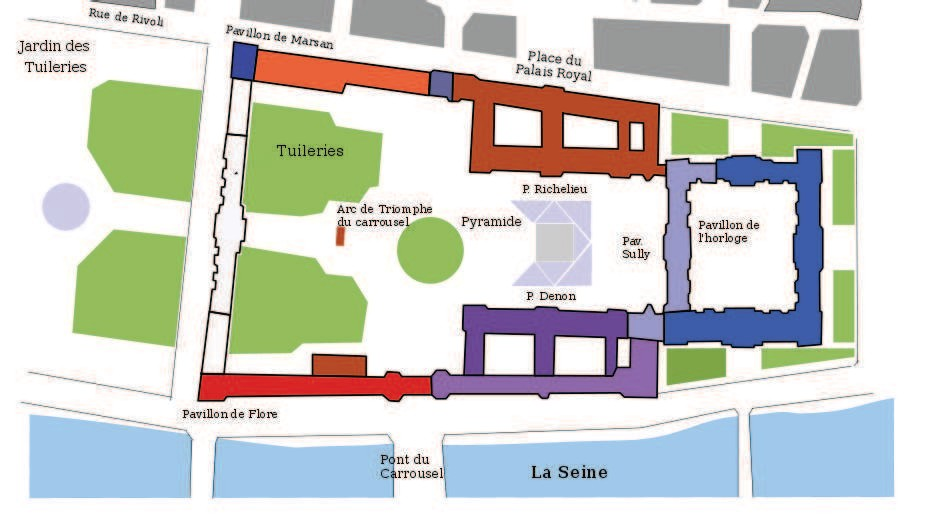 Rue de Rivoli
Pavillon de Marsan
Jardin des
Tuileries
Place du
Palais Royal
Tuileries
P. Richelieu
Arc de Triomphe
du carrousel
Pyramide
Pavillon de
l'horloge
Pav.
Sully
P. Denon
Pavillon de Flore
Pont du
Carrousel
La Seine